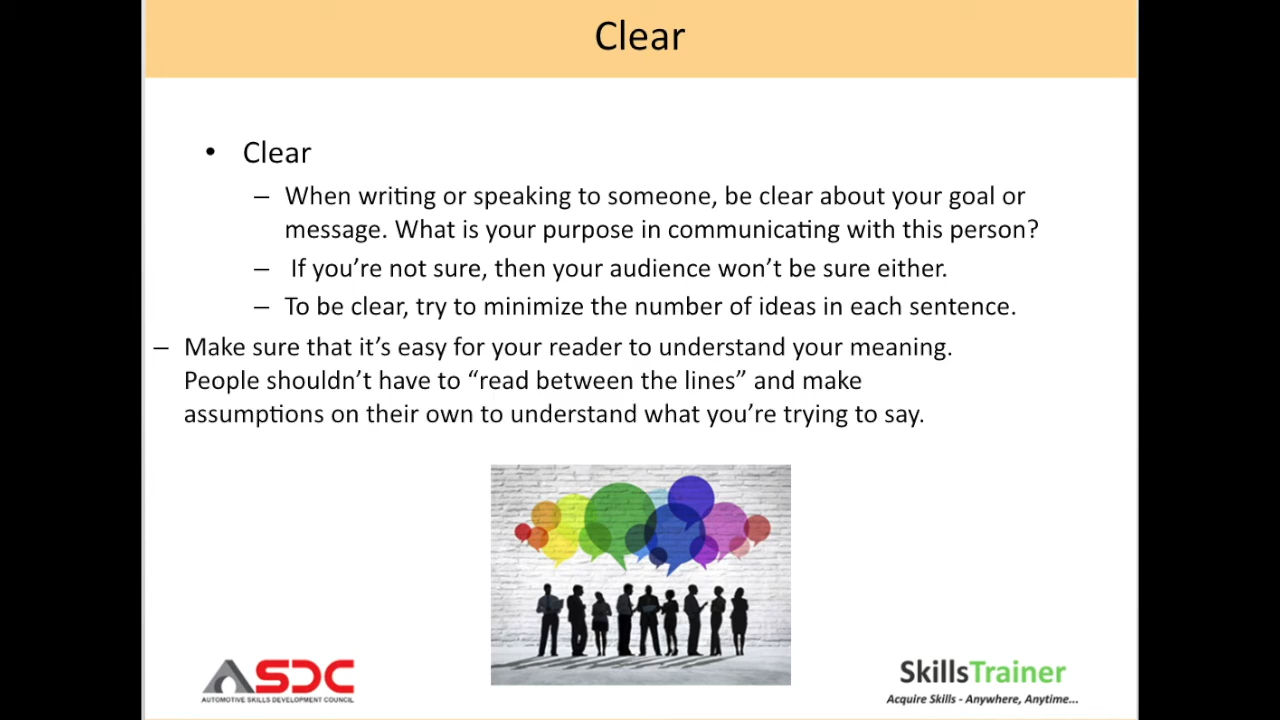 Clear
• Clear
– When writing or speaking to someone, be clear about your goal or
message. What is your purpose in communicating with this person?
– If you’re not sure, then your audience won’t be sure either.
– To be clear, try to minimize the number of ideas in each sentence.
– Make sure that it’s easy for your reader to understand your meaning.
People shouldn’t have to “read between the lines” and make
assumptions on their own to understand what you’re trying to say.
ASDC
AUTOMOTIVE SKILLS DEVELOPMENT COUNCIL
SkillsTrainer
Acquire Skills - Anywhere, Anytime...